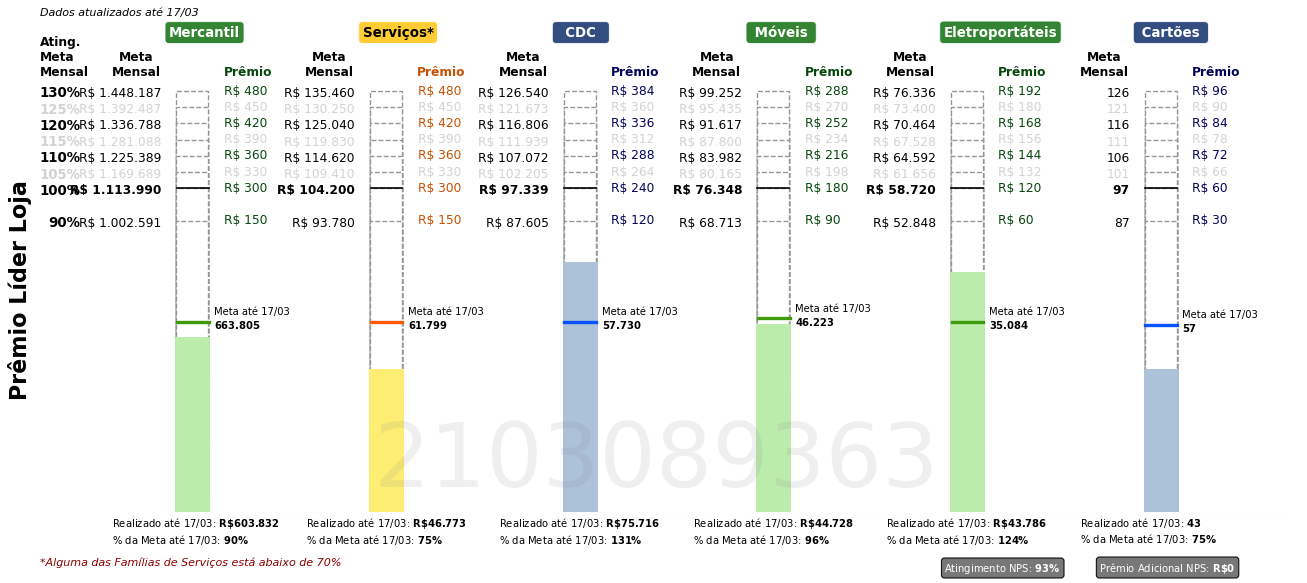 Dados atualizados até 17/03
Mercantil Serviços* CDC Móveis Eletroportáteis Cartões
Ating.
Meta Meta Meta Meta Meta Meta Meta
Mensal Mensal Prêmio Mensal Prêmio Mensal Prêmio Mensal Prêmio Mensal Prêmio Mensal Prêmio
130% R$ 1.448.187 R$ 480 R$ 135.460 R$ 480 R$ 126.540 R$ 384 R$ 99.252 R$ 288 R$ 76.336 R$ 192 126 R$ 96
125% R$ 1.392.487 R$ 450 R$ 130.250 R$ 450 R$ 121.673 R$ 360 R$ 95.435 R$ 270 R$ 73.400 R$ 180 121 R$ 90
120% R$ 1.336.788 R$ 420 R$ 125.040 R$ 420 R$ 116.806 R$ 336 R$ 91.617 R$ 252 R$ 70.464 R$ 168 116 R$ 84
115% R$ 1.281.088 R$ 390 R$ 119.830 R$ 390 R$ 111.939 R$ 312 R$ 87.800 R$ 234 R$ 67.528 R$ 156 111 R$ 78
110% R$ 1.225.389 R$ 360 R$ 114.620 R$ 360 R$ 107.072 R$ 288 R$ 83.982 R$ 216 R$ 64.592 R$ 144 106 R$ 72
105% R$ 1.169.689 R$ 330 R$ 109.410 R$ 330 R$ 102.205 R$ 264 R$ 80.165 R$ 198 R$ 61.656 R$ 132 101 R$ 66
100% R$ 1.113.990 R$ 300 R$ 104.200 R$ 300 R$ 97.339 R$ 240 R$ 76.348 R$ 180 R$ 58.720 R$ 120 97 R$ 60
90% R$ 1.002.591 R$ 150 R$ 93.780 R$ 150 R$ 87.605 R$ 120 R$ 68.713 R$ 90 R$ 52.848 R$ 60 87 R$ 30
Prêmio Líder Loja
Meta até 17/03 Meta até 17/03 Meta até 17/03 Meta até 17/03 Meta até 17/03 Meta até 17/03
663.805 61.799 57.730 46.223 35.084 57
2103089363
Realizado até 17/03: R$603.832 Realizado até 17/03: R$46.773 Realizado até 17/03: R$75.716 Realizado até 17/03: R$44.728 Realizado até 17/03: R$43.786 Realizado até 17/03: 43
% da Meta até 17/03: 90% % da Meta até 17/03: 75% % da Meta até 17/03: 131% % da Meta até 17/03: 96% % da Meta até 17/03: 124% % da Meta até 17/03: 75%
*Alguma das Famílias de Serviços está abaixo de 70% Atingimento NPS: 93% Prêmio Adicional NPS: R$0